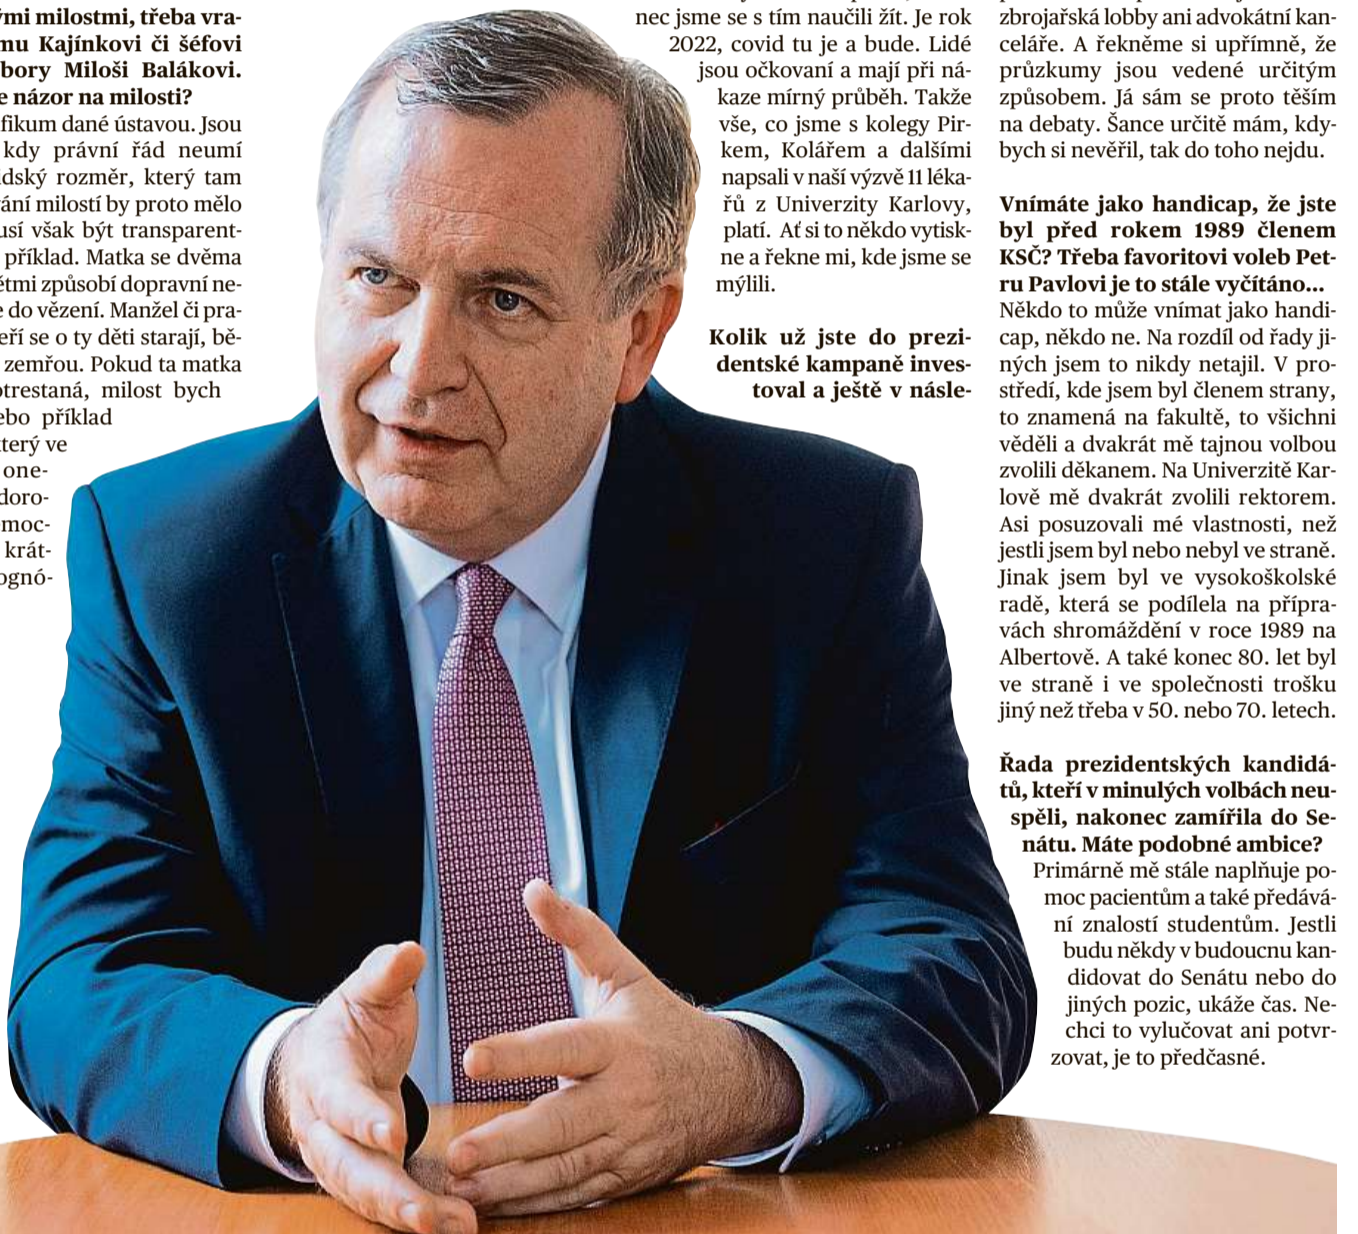 ými milostmi, třeba vra-
mu Kajínkovi či šéfovi
bory Miloši Balákovi.
e názor na milosti?
fikum dané ústavou. Jsou
kdy právní řád neumí
idský rozměr, který tam
vání milostí by proto mělo
usí však být transparent-
příklad. Matka se dvěma
ětmi způsobí dopravní ne-
e do vězení. Manžel či pra-
eří se o ty děti starají, bě-
zemřou. Pokud ta matka
otrestaná, milost bych
ebo příklad
který ve
one-
doro-
moc-
krát-
ognó-
nec jsme se s tím naučili žít. Je rok
2022, covid tu je a bude. Lidé
jsou očkovaní a mají při ná-
kaze mírný průběh. Takže
vše, co jsme s kolegy Pir-
kem, Kolářem a dalšími
napsali v naší výzvě 11 léka-
řů z Univerzity Karlovy,
platí. Ať si to někdo vytisk-
ne a řekne mi, kde jsme se
mýlili.
Kolik už jste do prezi-
dentské kampaně inves-
toval a ještě v násle-
zbrojařská lobby ani advokátní kan-
celáře. A řekněme si upřímně, že
průzkumy jsou vedené určitým
způsobem. Já sám se proto těším
na debaty. Šance určitě mám, kdy-
bych si nevěřil, tak do toho nejdu.
Vnímáte jako handicap, že jste
byl před rokem 1989 členem
KSČ? Třeba favoritovi voleb Pet-
ru Pavlovi je to stále vyčítáno...
Někdo to může vnímat jako handi-
cap, někdo ne. Na rozdíl od řady ji-
ných jsem to nikdy netajil. V pro-
středí, kde jsem byl členem strany,
to znamená na fakultě, to všichni
věděli a dvakrát mě tajnou volbou
zvolili děkanem. Na Univerzitě Kar-
lově mě dvakrát zvolili rektorem.
Asi posuzovali mé vlastnosti, než
jestli jsem byl nebo nebyl ve straně.
Jinak jsem byl ve vysokoškolské
radě, která se podílela na přípra-
vách shromáždění v roce 1989 na
Albertově. A také konec 80. let byl
ve straně i ve společnosti trošku
jiný než třeba v 50. nebo 70. letech.
Řada prezidentských kandidá-
tů, kteří v minulých volbách neu-
spěli, nakonec zamířila do Se-
nátu. Máte podobné ambice?
Primárně mě stále naplňuje po-
moc pacientům a také předává-
ní znalostí studentům. Jestli
budu někdy v budoucnu kan-
didovat do Senátu nebo do
jiných pozic, ukáže čas. Ne-
chci to vylučovat ani potvr-
zovat, je to předčasné.